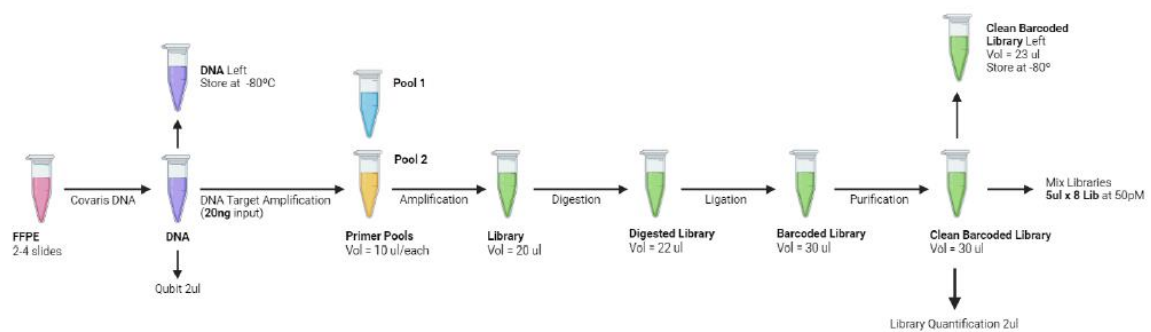 Clean Barcoded
Library Left
Vol = 23 ul
Store at -80º
DNA Left
Store at -80ºC
Pool 1
Pool 2
Covaris DNA
DNA Target Amplification
(20ng input)
Amplification
Digestion
Ligation
Purification
Mix Libraries
5ul x 8 Lib at 50pM
FFPE
2-4 slides
DNA
Primer Pools
Vol = 10 ul/each
Library
Vol = 20 ul
Digested Library
Vol = 22 ul
Barcoded Library
Vol = 30 ul
Clean Barcoded Library
Vol = 30 ul
Qubit 2ul
Library Quantification 2ul